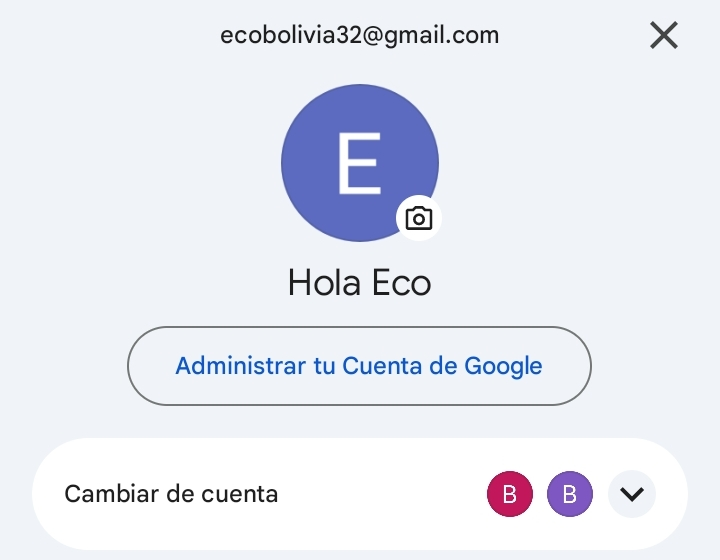 ecobolivia32@gmail.com
E
Hola Eco
Administrar tu Cuenta de Google
Cambiar de cuenta B B